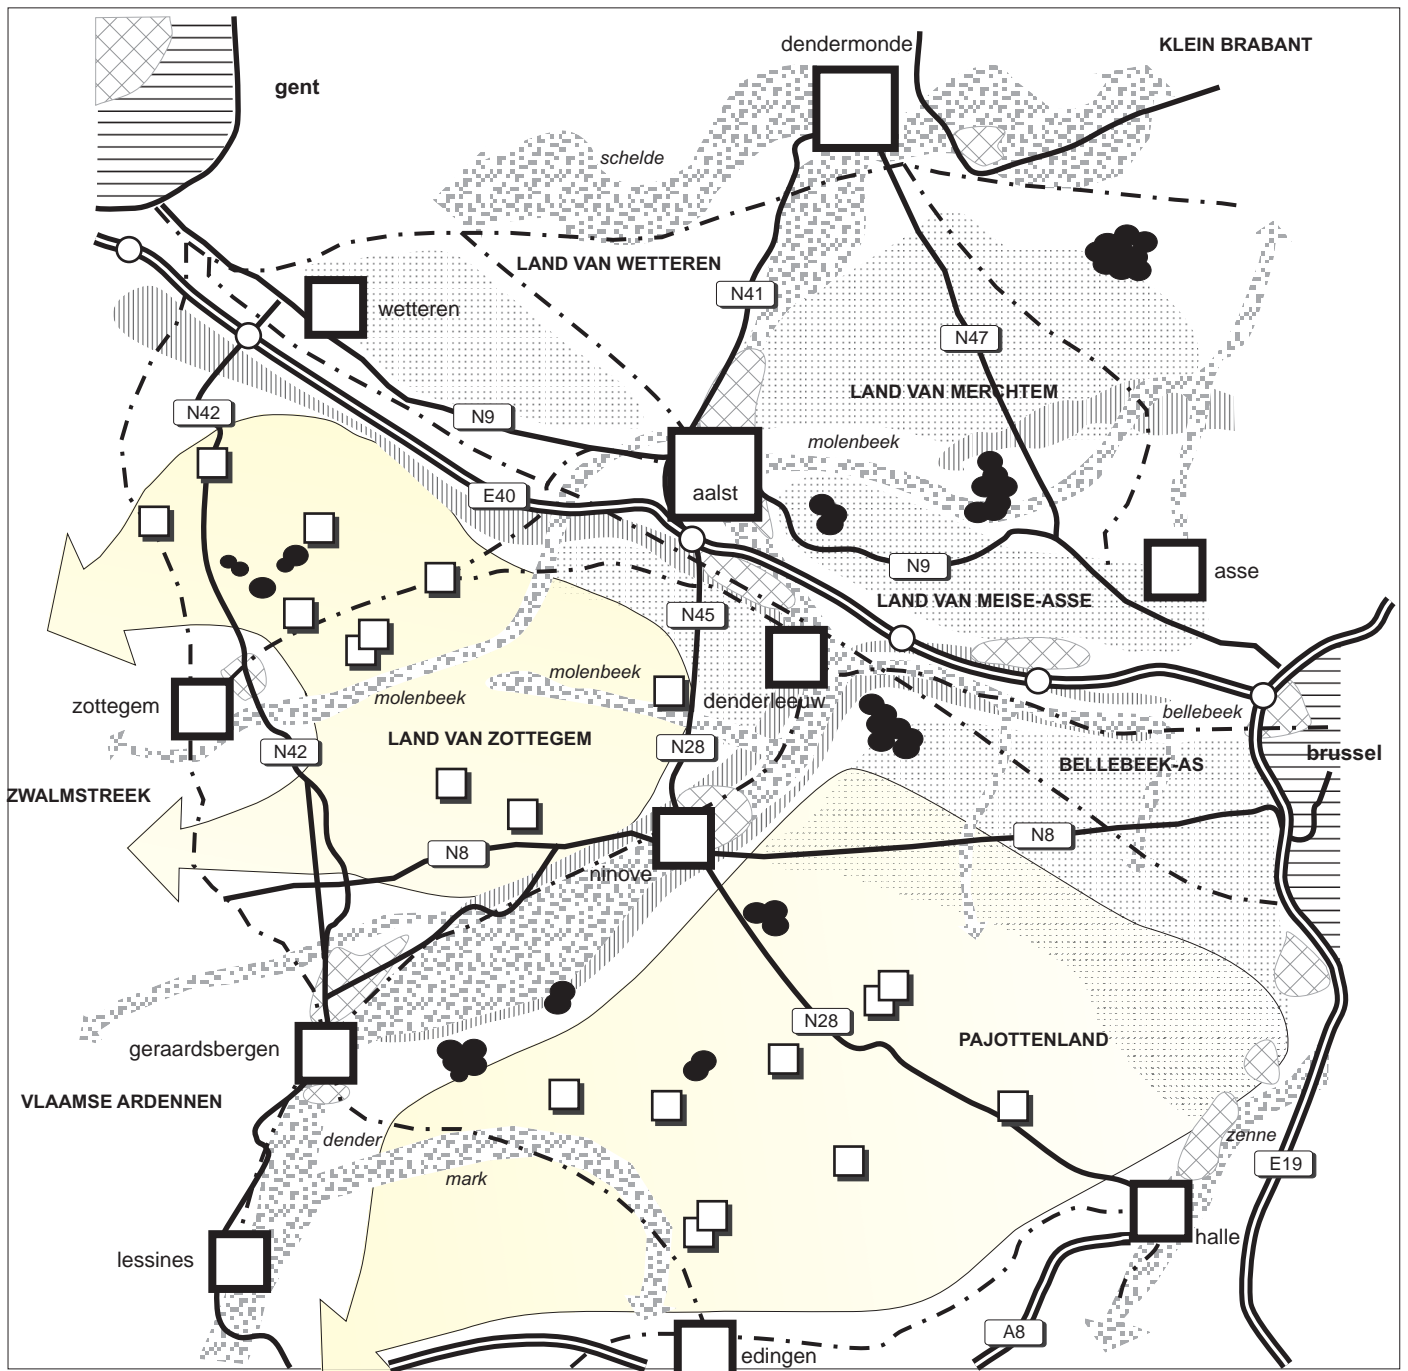 dendermonde
KLEIN BRABANT
gent
schelde
LAND VAN WETTEREN
N41
wetteren
N47
LAND VAN MERCHTEM
N42
N9
molenbeek
E40
aalst
N9
asse
LAND VAN MEISE-ASSE
N45
molenbeek
molenbeek
denderleeuw
zottegem
bellebeek
LAND VAN ZOTTEGEM
N42
N28
brussel
BELLEBEEK-AS
ZWALMSTREEK
N8
N8
ninove
N28
PAJOTTENLAND
geraardsbergen
VLAAMSE ARDENNEN
dender
zenne
mark
E19
halle
lessines
A8
edingen